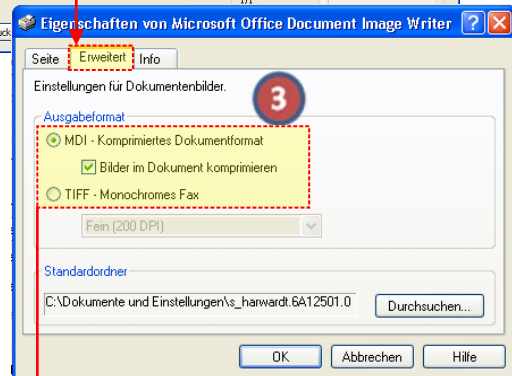 Eigenschaften von Microsoft Office Document Image Writer
Seite Erweitert Info
Einstellungen für Dokumentenbilder.
3
Ausgabeformat
MDI - Komprimiertes Dokumentformat
Bilder im Dokument komprimieren
TIFF - Monochromes Fax
Fein (200 DPI)
Standardordner
C:\Dokumente und Einstellungen\s_harwardt.6A12501.0 Durchsuchen...
OK Abbrechen Hilfe